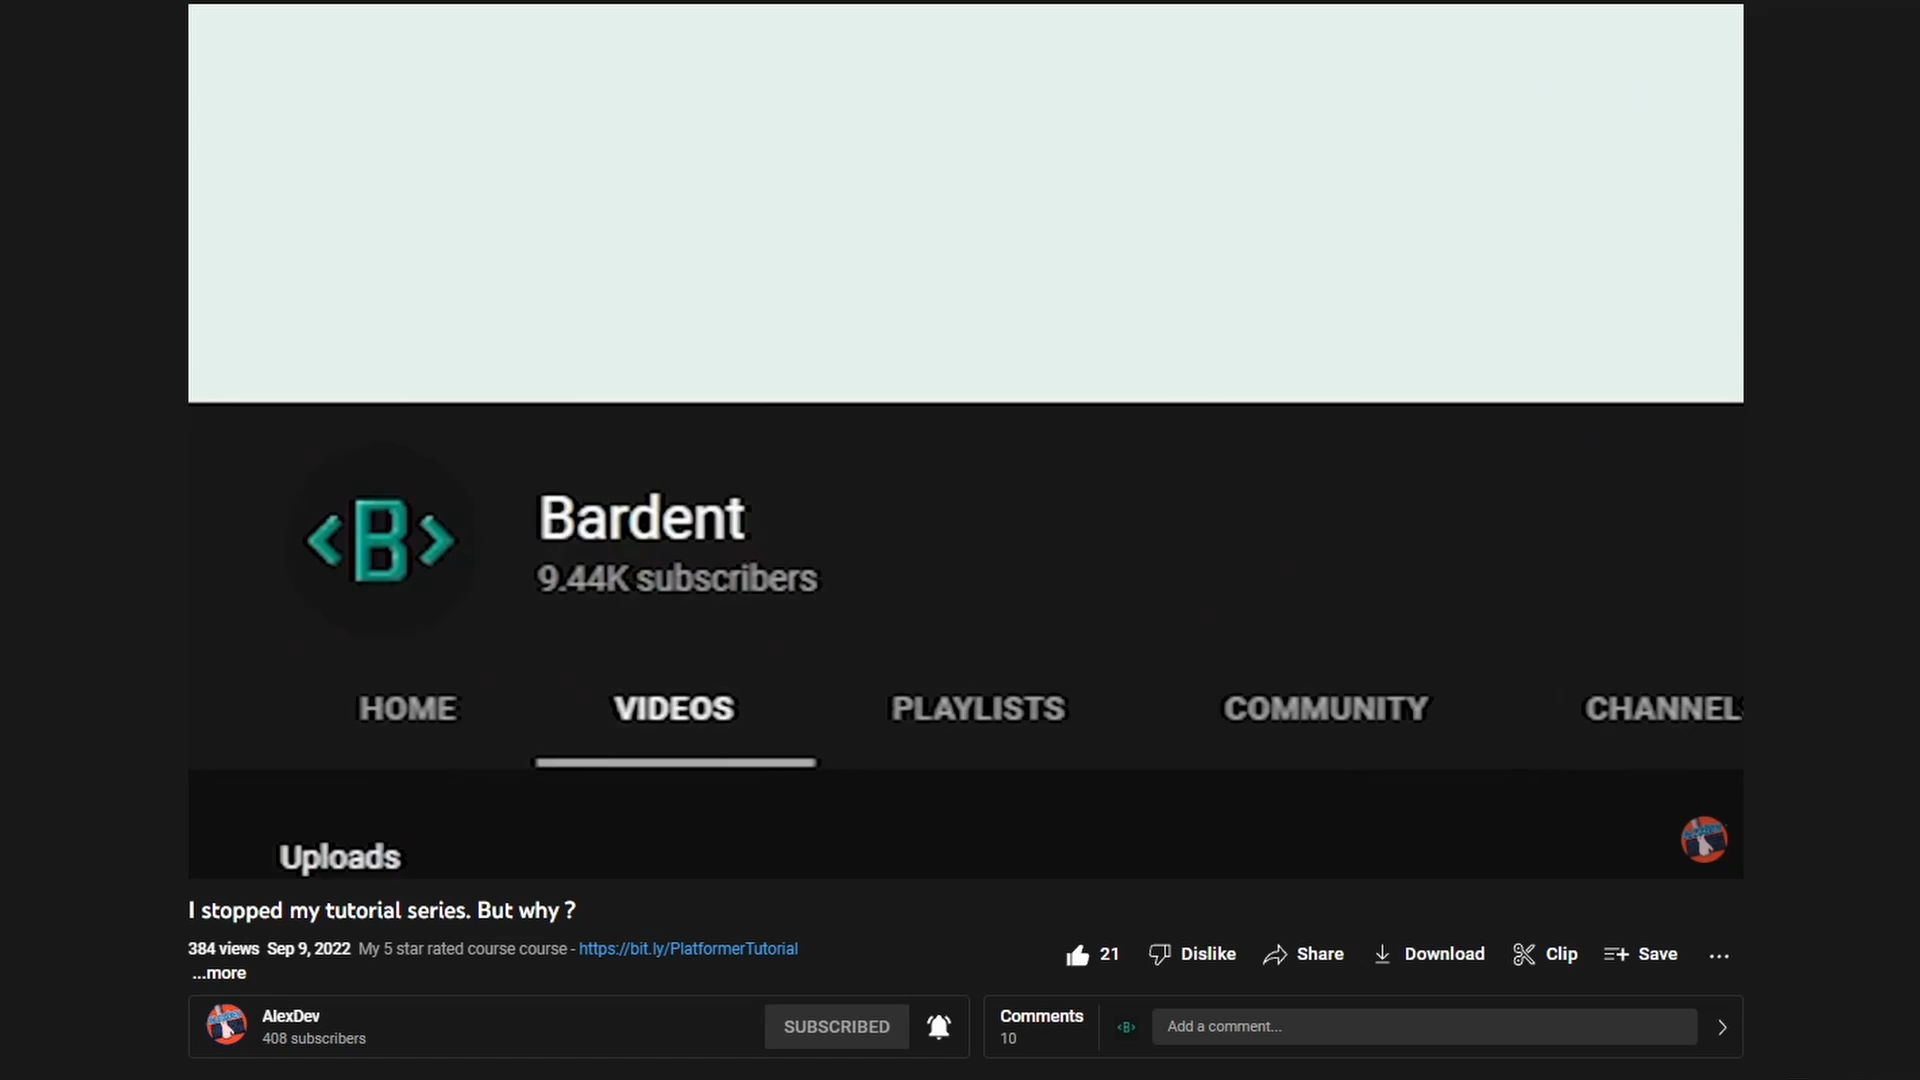 <B>
Bardent
9.44K subscribers
HOME VIDEOS PLAYLISTS COMMUNITY CHANNELS
Uploads
I stopped my tutorial series. But why ?
384 views Sep 9, 2022 My 5 star rated course course - https://bit.ly/PlatformerTutorial
...more
21 Dislike Share Download Clip Save
AlexDev
408 subscribers
SUBSCRIBED
Comments
10
<B>
Add a comment...